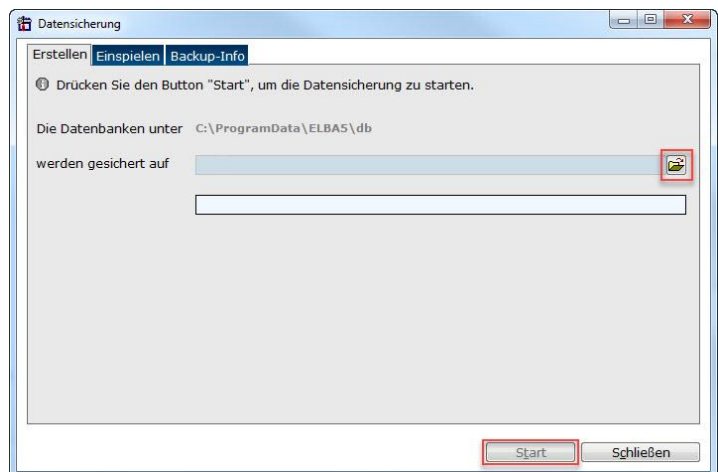 Datensicherung
Erstellen Einspielen Backup-Info
Drücken Sie den Button "Start", um die Datensicherung zu starten.
Die Datenbanken unter C:\ProgramData\ELBA5\db
werden gesichert auf
Start Schließen